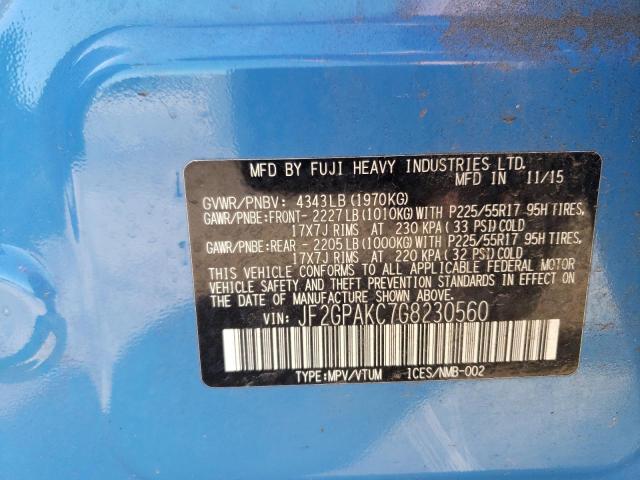 MFD BY FUJI HEAVY INDUSTRIES LTD.
MFD IN 11/15
GVWR/PNBV: 4343LB(1970KG)
GAWR/PNBE:FRONT- 2227LB(1010KG)WITH P225/55R17 95H TIRES,
17X7J RIMS AT 230 KPA( 33 PSI)COLD
GAWR/PNBE:REAR - 2205LB(1000KG)WITH P225/55R17 95H TIRES,
17X7J RIMS AT 220 KPA( 32 PSI)COLD
THIS VEHICLE CONFORMS TO ALL APPLICABLE FEDERAL MOTOR
VEHICLE SAFETY AND THEFT PREVENTION STANDARDS IN EFFECT ON
THE DATE OF MANUFACTURE SHOWN ABOVE.
VIN: JF2GPAKC7G8230560
TYPE:MPV/VTUM ICES/NMB-002